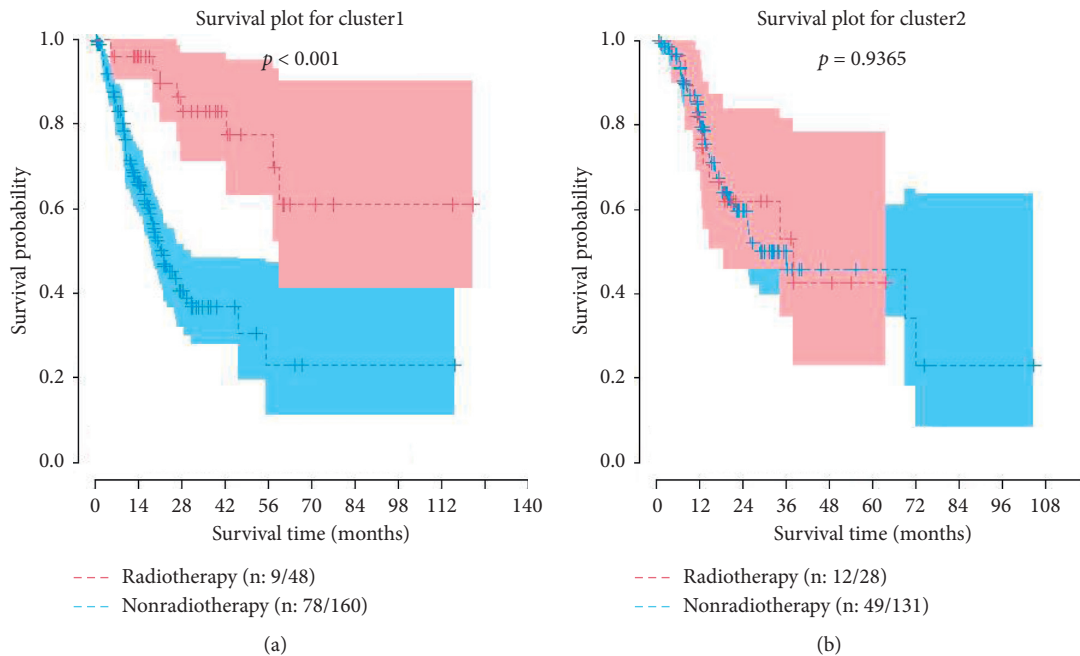 Survival plot for cluster1
p < 0.001
1.0
0.8
0.6
0.4
0.2
0.0
Survival probability
0 14 28 42 56 70 84 98 112 140
Survival time (months)
Radiotherapy (n: 9/48)
Nonradiotherapy (n: 78/160)
(a)
Survival plot for cluster2
p = 0.9365
1.0
0.8
0.6
0.4
0.2
0.0
Survival probability
0 12 24 36 48 60 72 84 96 108
Survival time (months)
Radiotherapy (n: 12/28)
Nonradiotherapy (n: 49/131)
(b)